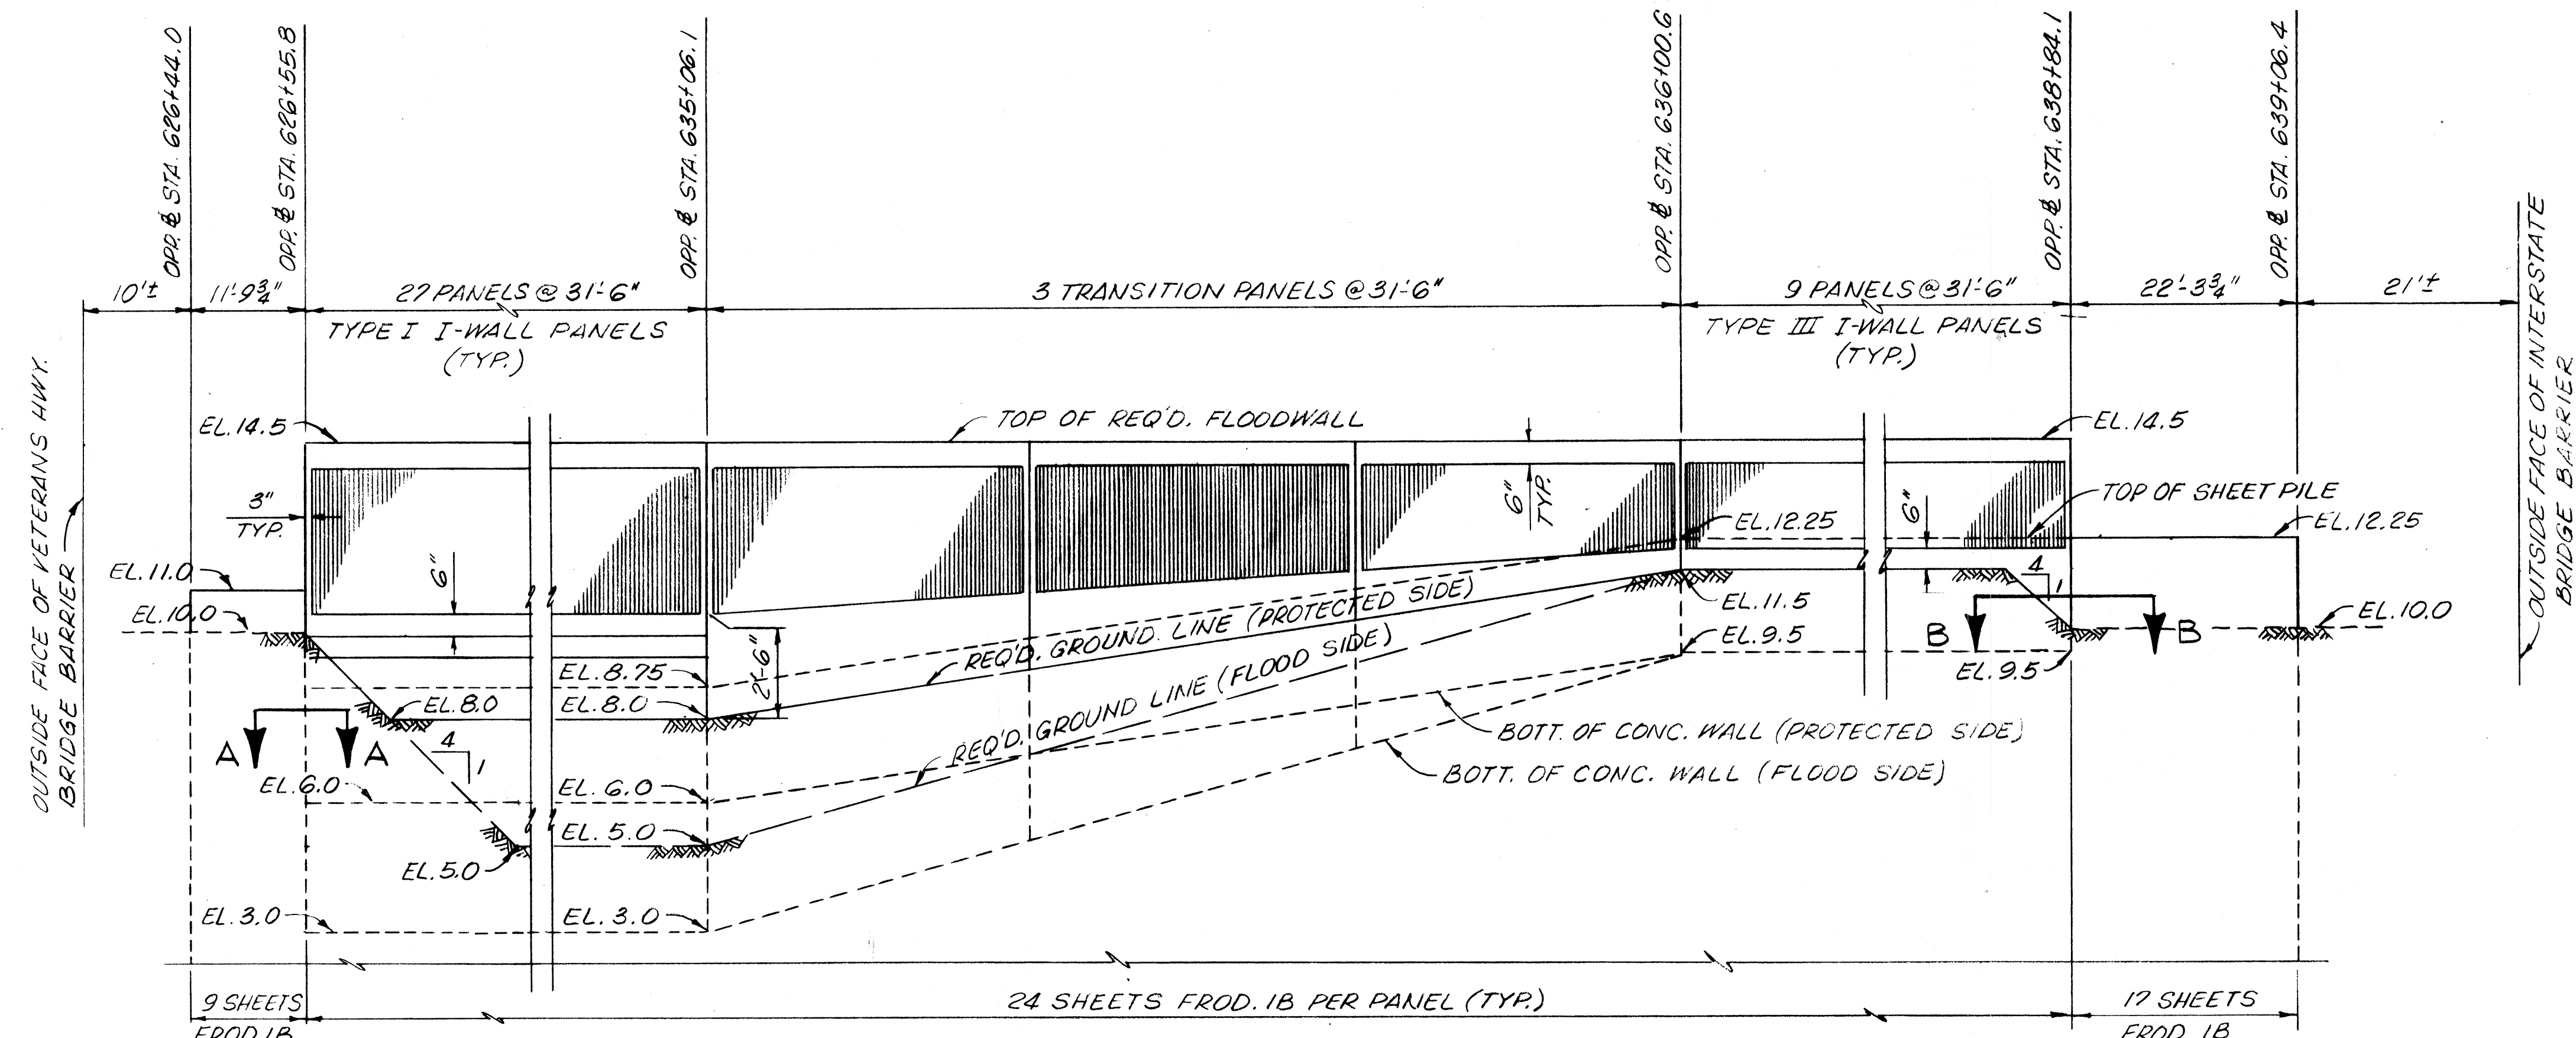 OPP. ℄ STA. 626+44.0
OPP. ℄ STA. 626+55.8
OPP. ℄ STA. 635+06.1
OPP. ℄ STA. 636+00.6
OPP. ℄ STA. 638+84.1
OPP. ℄ STA. 639+06.4
10'±
11'-9¾"
27 PANELS @ 31'-6"
3 TRANSITION PANELS @ 31'-6"
9 PANELS @ 31'-6"
22'-3¾"
21'±
TYPE I I-WALL PANELS
(TYP.)
TYPE III I-WALL PANELS
(TYP.)
OUTSIDE FACE OF VETERANS HWY.
BRIDGE BARRIER
OUTSIDE FACE OF INTERSTATE
BRIDGE BARRIER
EL.14.5
TOP OF REQ'D. FLOODWALL
EL.14.5
3"
TYP.
6"
TYP.
6"
6"
TOP OF SHEET PILE
EL.12.25
EL.12.25
EL.11.0
EL.10.0
4
1
EL.11.5
EL.10.0
REQ'D. GROUND LINE (PROTECTED SIDE)
2'-6"
EL.9.5
B
B
EL.9.5
EL.8.75
EL.8.0
EL.8.0
REQ'D. GROUND LINE (FLOOD SIDE)
A
A
4
1
BOTT. OF CONC. WALL (PROTECTED SIDE)
BOTT. OF CONC. WALL (FLOOD SIDE)
EL.6.0
EL.6.0
EL.5.0
EL.5.0
EL.3.0
EL.3.0
9 SHEETS
FROD. 1B
24 SHEETS FROD. 1B PER PANEL (TYP.)
17 SHEETS
FROD. 1B